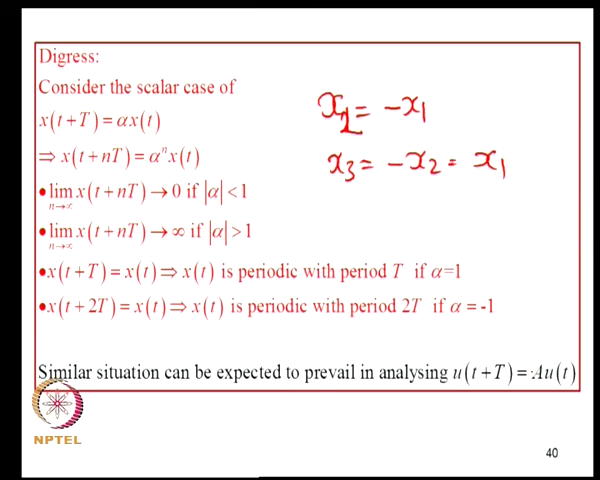 Digress:
Consider the scalar case of
x(t+T)=αx(t)
⇒ x(t+nT)=αⁿx(t)
•lim n→∞ x(t+nT)→0 if |α|<1
•lim n→∞ x(t+nT)→∞ if |α|>1
•x(t+T)=x(t)⇒x(t) is periodic with period T if α=1
•x(t+2T)=x(t)⇒x(t) is periodic with period 2T if α = -1
Similar situation can be expected to prevail in analysing u(t+T)=Au(t)
x₂ = -x₁
x₃ = -x₂ = x₁
NPTEL
40